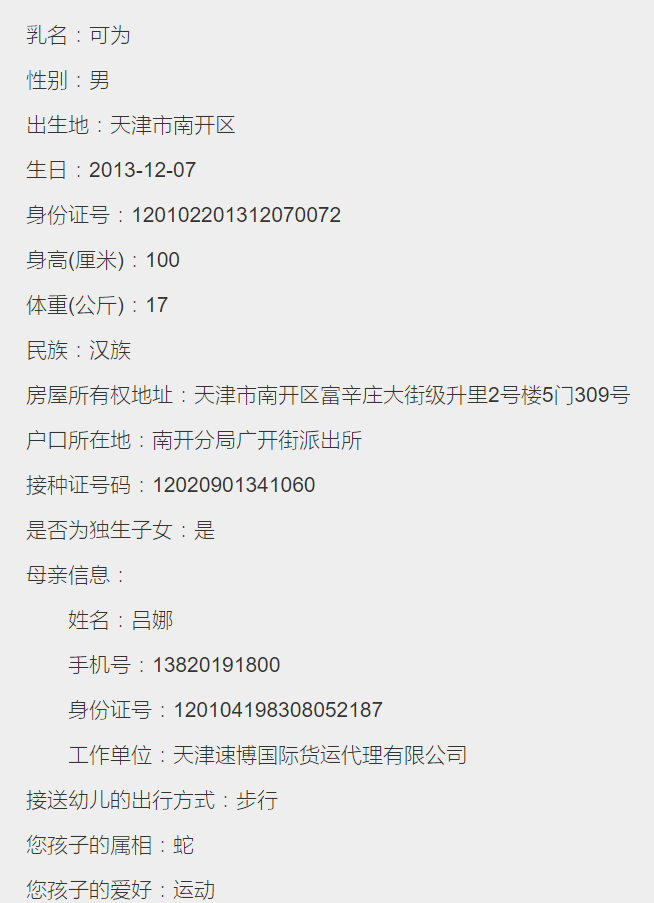 乳名：可为
性别：男
出生地：天津市南开区
生日：2013-12-07
身份证号：120102201312070072
身高(厘米)：100
体重(公斤)：17
民族：汉族
房屋所有权地址：天津市南开区富辛庄大街级升里2号楼5门309号
户口所在地：南开分局广开街派出所
接种证号码：12020901341060
是否为独生子女：是
母亲信息：
姓名：吕娜
手机号：13820191800
身份证号：120104198308052187
工作单位：天津速博国际货运代理有限公司
接送幼儿的出行方式：步行
您孩子的属相：蛇
您孩子的爱好：运动